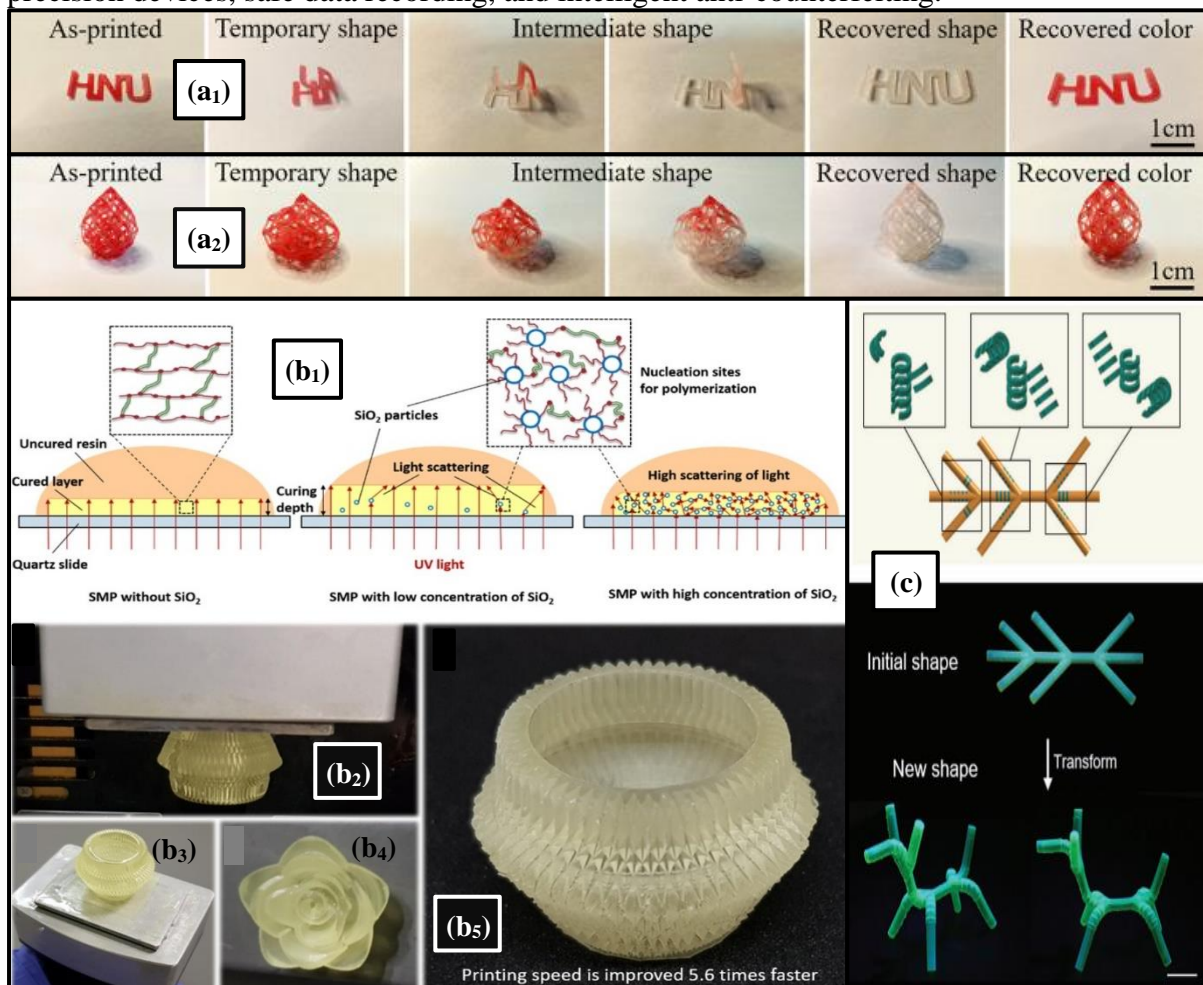 precision devices, safe data recording, and intelligent anti-counterfeiting.
As-printed Temporary shape Intermediate shape Recovered shape Recovered color
HNU HNU HNU HNU HNU
(a1)
1cm
As-printed Temporary shape Intermediate shape Recovered shape Recovered color
(a2)
1cm
(b1)
Nucleation sites
for polymerization
SiO2 particles
Uncured resin
Light scattering
High scattering of light
Cured layer
Curing
depth
Quartz slide
UV light
SMP without SiO2
SMP with low concentration of SiO2
SMP with high concentration of SiO2
(c)
Initial shape
New shape
Transform
(b2)
(b3)
(b4)
(b5)
Printing speed is improved 5.6 times faster